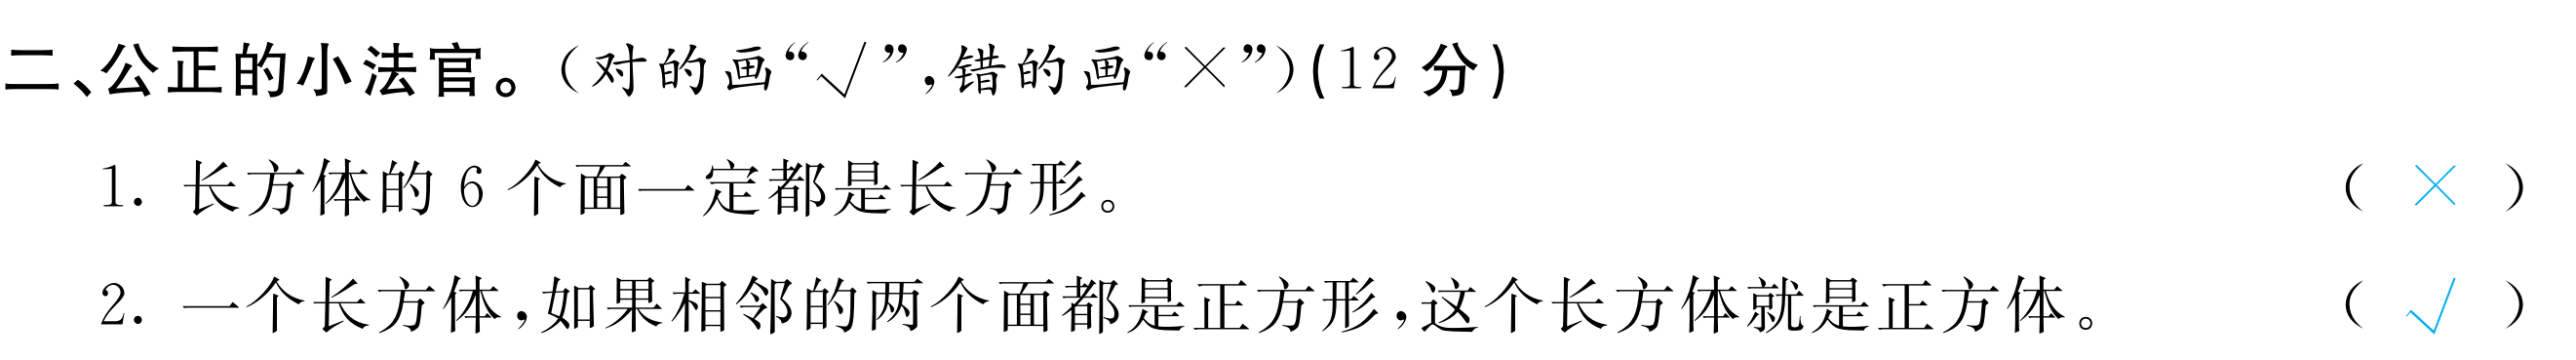 二、公正的小法官。(对的画“√”,错的画“×”)(12 分)
1. 长方体的 6 个面一定都是长方形。 ( × )
2. 一个长方体,如果相邻的两个面都是正方形,这个长方体就是正方体。 ( √ )